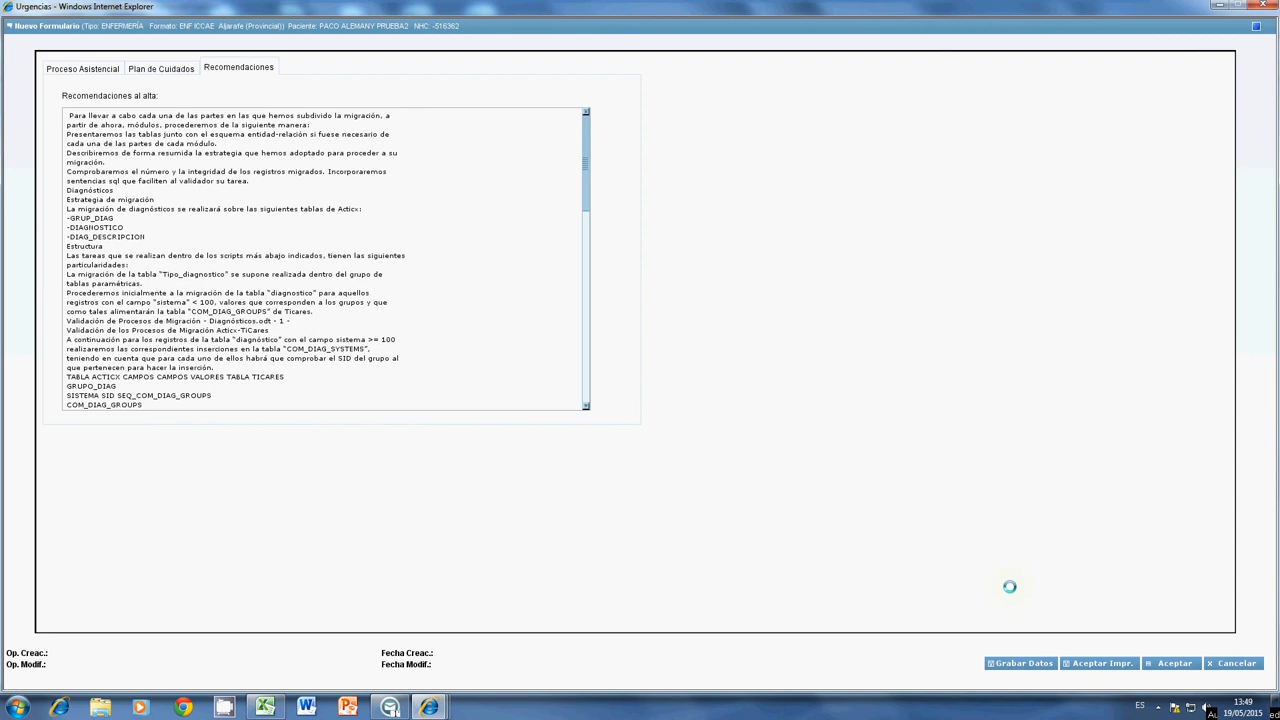 Urgencias - Windows Internet Explorer
Nuevo Formulario (Tipo: ENFERMERÍA Formato: ENF ICCAE Aljarafe (Provincial)) Paciente: PACO ALEMANY PRUEBA2 NHC: -516362
Proceso Asistencial Plan de Cuidados Recomendaciones
Recomendaciones al alta:
Para llevar a cabo cada una de las partes en las que hemos subdivido la migración, a
partir de ahora, módulos, procederemos de la siguiente manera:
Presentaremos las tablas junto con el esquema entidad-relación si fuese necesario de
cada una de las partes de cada módulo.
Describiremos de forma resumida la estrategia que hemos adoptado para proceder a su
migración.
Comprobaremos el número y la integridad de los registros migrados. Incorporaremos
sentencias sql que faciliten al validador su tarea.
Diagnósticos
Estrategia de migración
La migración de diagnósticos se realizará sobre las siguientes tablas de Acticx:
-GRUP_DIAG
-DIAGNOSTICO
-DIAG_DESCRIPCION
Estructura
Las tareas que se realizan dentro de los scripts más abajo indicados, tienen las siguientes
particularidades:
La migración de la tabla "Tipo_diagnostico" se supone realizada dentro del grupo de
tablas paramétricas.
Procederemos inicialmente a la migración de la tabla "diagnostico" para aquellos
registros con el campo "sistema" < 100, valores que corresponden a los grupos y que
como tales alimentarán la tabla "COM_DIAG_GROUPS" de Ticares.
Validación de Procesos de Migración - Diagnósticos.odt - 1 -
Validación de los Procesos de Migración Acticx-TiCares
A continuación para los registros de la tabla "diagnóstico" con el campo sistema >= 100
realizaremos las correspondientes inserciones en la tabla "COM_DIAG_SYSTEMS",
teniendo en cuenta que para cada uno de ellos habrá que comprobar el SID del grupo al
que pertenecen para hacer la inserción.
TABLA ACTICX CAMPOS CAMPOS VALORES TABLA TICARES
GRUPO_DIAG
SISTEMA SID SEQ_COM_DIAG_GROUPS
COM_DIAG_GROUPS
Op. Creac.: Fecha Creac.:
Op. Modif.: Fecha Modif.:
Grabar Datos Aceptar Impr. Aceptar Cancelar
ES 13:49
19/05/2015